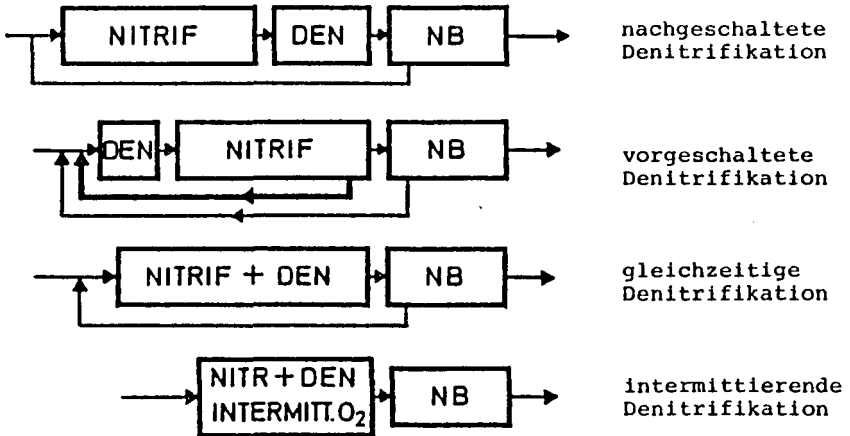 NITRIF DEN NB nachgeschaltete
Denitrifikation
DEN NITRIF NB vorgeschaltete
Denitrifikation
NITRIF + DEN NB gleichzeitige
Denitrifikation
NITR + DEN
INTERMITT. O₂
NB
intermittierende
Denitrifikation